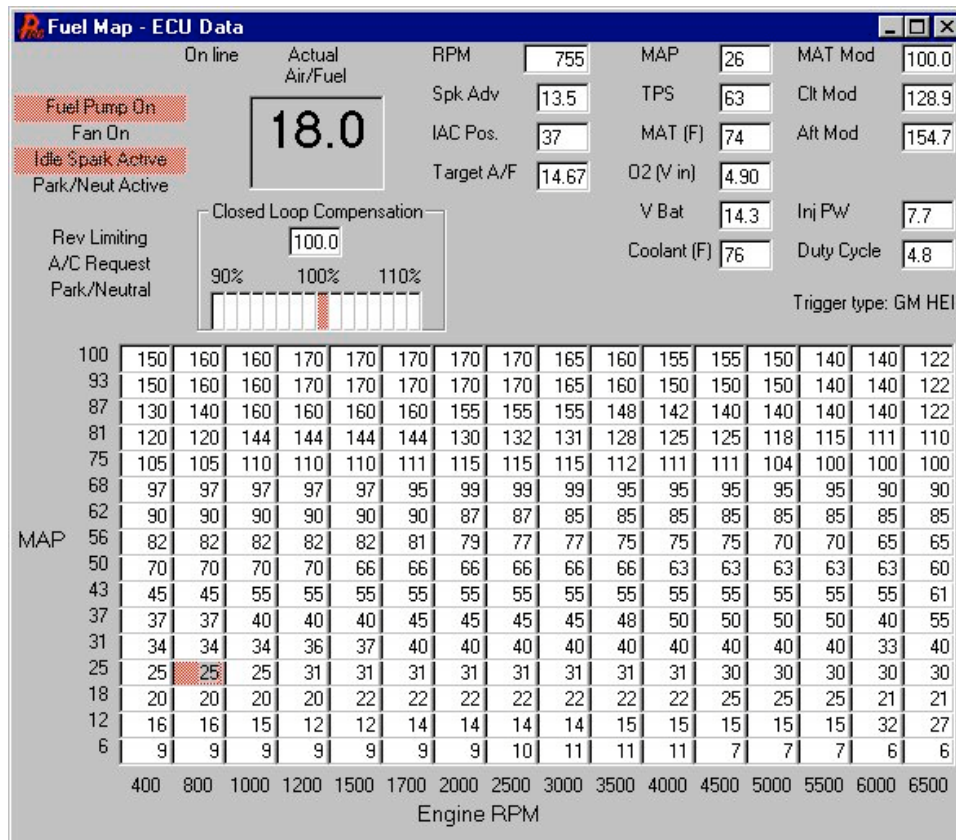 Fuel Map - ECU Data
On line Actual Air/Fuel RPM 755 MAP 26 MAT Mod 100.0
Fuel Pump On 18.0 Spk Adv 13.5 TPS 63 Clt Mod 128.9
Fan On IAC Pos. 37 MAT (F) 74 Aft Mod 154.7
Idle Spark Active Target A/F 14.67 O2 (V in) 4.90
Park/Neut Active
Closed Loop Compensation V Bat 14.3 Inj PW 7.7
Rev Limiting 100.0 Coolant (F) 76 Duty Cycle 4.8
A/C Request 90% 100% 110%
Park/Neutral
Trigger type: GM HEI
100 150 160 160 170 170 170 170 170 165 160 155 155 150 140 140 122
93 150 160 160 170 170 170 170 170 165 160 150 150 150 140 140 122
87 130 140 160 160 160 160 155 155 155 148 142 140 140 140 140 122
81 120 120 144 144 144 144 130 132 131 128 125 125 118 115 111 110
75 105 105 110 110 110 111 115 115 115 112 111 111 104 100 100 100
68 97 97 97 97 97 95 99 99 99 95 95 95 95 95 90 90
62 90 90 90 90 90 90 87 87 85 85 85 85 85 85 85 85
MAP 56 82 82 82 82 82 81 79 77 77 75 75 75 70 70 65 65
50 70 70 70 70 66 66 66 66 66 66 63 63 63 63 63 60
43 45 45 55 55 55 55 55 55 55 55 55 55 55 55 55 61
37 37 37 40 40 40 45 45 45 45 48 50 50 50 50 40 55
31 34 34 34 36 37 40 40 40 40 40 40 40 40 40 33 40
25 25 25 25 31 31 31 31 31 31 31 31 30 30 30 30 30
18 20 20 20 20 22 22 22 22 22 22 22 25 25 25 21 21
12 16 16 15 12 12 14 14 14 14 15 15 15 15 15 32 27
6 9 9 9 9 9 9 9 10 11 11 11 7 7 7 6 6
400 800 1000 1200 1500 1700 2000 2500 3000 3500 4000 4500 5000 5500 6000 6500
Engine RPM